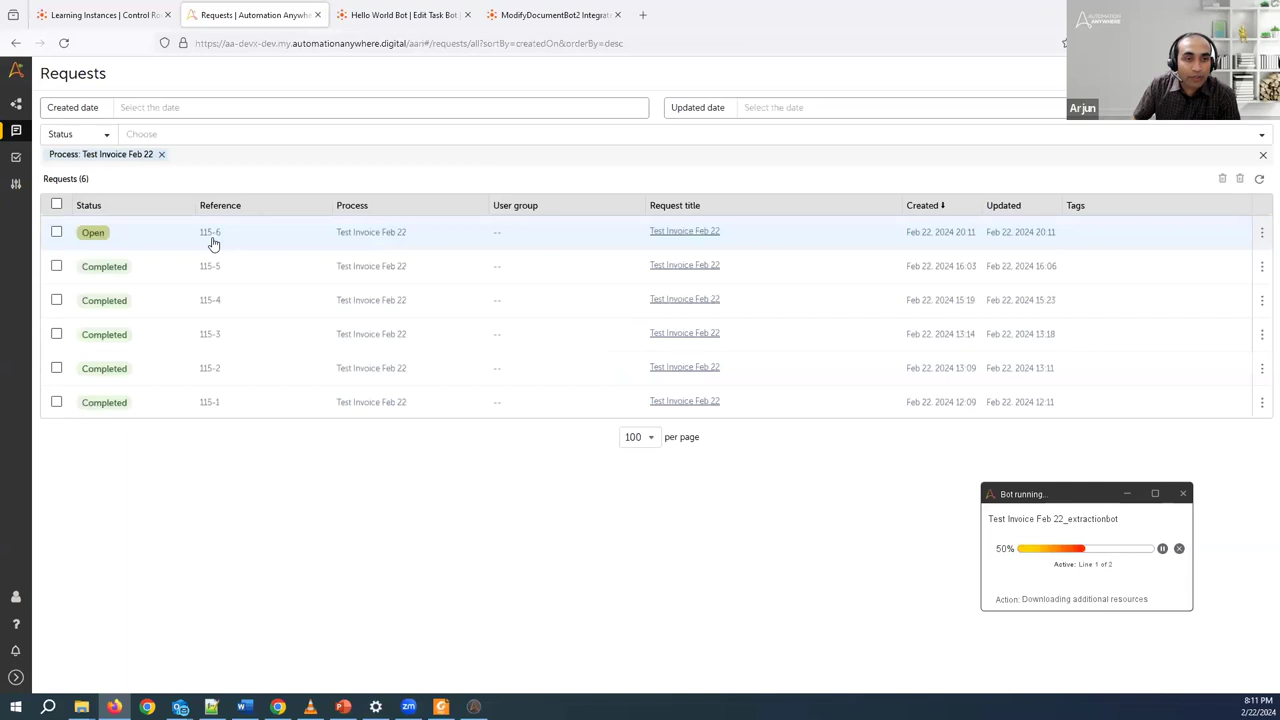 Learning Instances | Control Ro
Requests | Automation Anywhere'
Hello World Bot | Edit Task Bot |
ModifyDocumentBot2 Integrat
https://aa-devx-dev.my.automationanywhere.digital/aari#/requests/all?sortBy=createdOn&orderBy=desc
AUTOMATION
ANYWHERE
Arjun
Requests
Created date Select the date Updated date Select the date
Status Choose
Process: Test Invoice Feb 22
Requests (6)
Status Reference Process User group Request title Created Updated Tags
Open 115-6 Test Invoice Feb 22 -- Test Invoice Feb 22 Feb 22, 2024 20:11 Feb 22, 2024 20:11
Completed 115-5 Test Invoice Feb 22 -- Test Invoice Feb 22 Feb 22, 2024 16:03 Feb 22, 2024 16:06
Completed 115-4 Test Invoice Feb 22 -- Test Invoice Feb 22 Feb 22, 2024 15:19 Feb 22, 2024 15:23
Completed 115-3 Test Invoice Feb 22 -- Test Invoice Feb 22 Feb 22, 2024 13:14 Feb 22, 2024 13:18
Completed 115-2 Test Invoice Feb 22 -- Test Invoice Feb 22 Feb 22, 2024 13:09 Feb 22, 2024 13:11
Completed 115-1 Test Invoice Feb 22 -- Test Invoice Feb 22 Feb 22, 2024 12:09 Feb 22, 2024 12:11
100 per page
Bot running...
Test Invoice Feb 22_extractionbot
50%
Active: Line 1 of 2
Action: Downloading additional resources
8:11 PM
2/22/2024